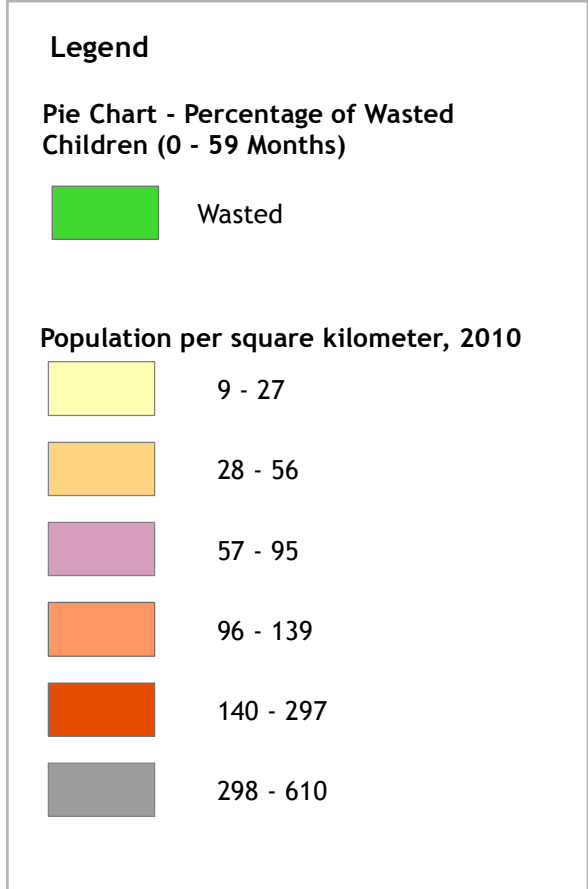 Legend
Pie Chart - Percentage of Wasted
Children (0 - 59 Months)
Wasted
Population per square kilometer, 2010
9 - 27
28 - 56
57 - 95
96 - 139
140 - 297
298 - 610